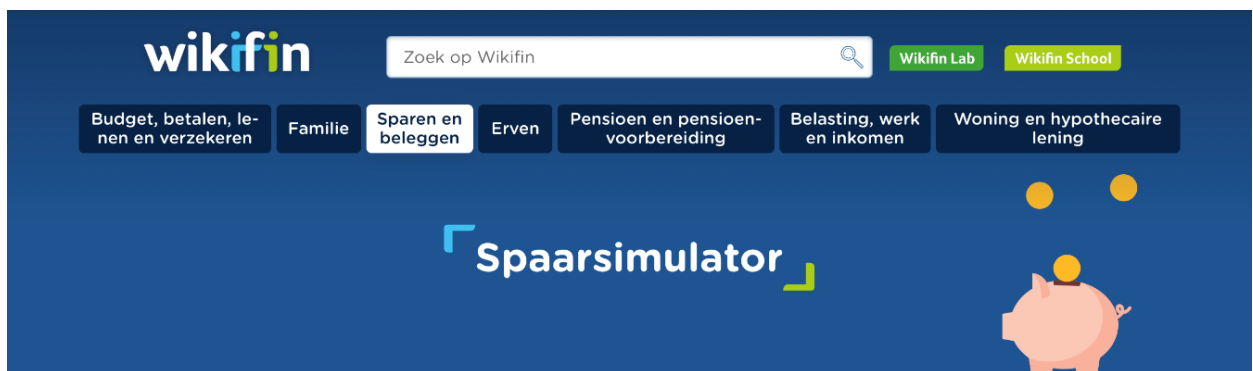 wikifin
Zoek op Wikifin
Wikifin Lab
Wikifin School
Budget, betalen, le-
nen en verzekeren
Familie
Sparen en
beleggen
Erven
Pensioen en pensioen-
voorbereiding
Belasting, werk
en inkomen
Woning en hypothecaire
lening
Spaarsimulator